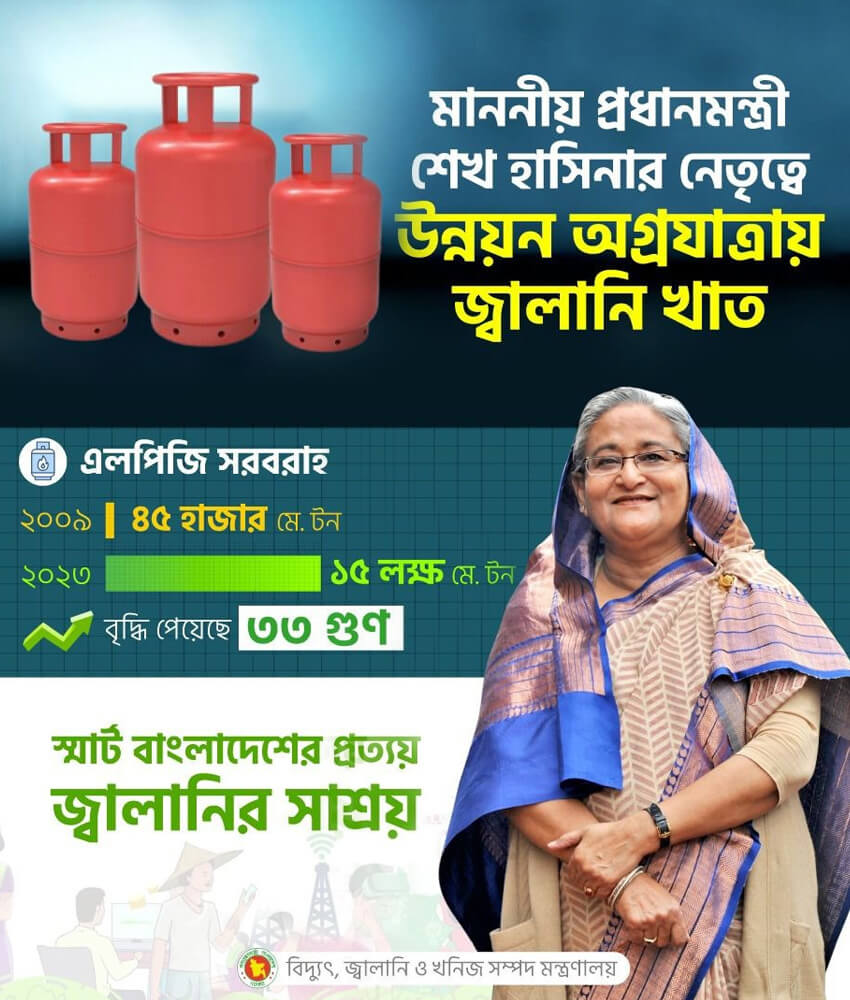 মাননীয় প্রধানমন্ত্রী
শেখ হাসিনার নেতৃত্বে
উন্নয়ন অগ্রযাত্রায়
জ্বালানি খাত
এলপিজি সরবরাহ
২০০৯ ৪৫ হাজার মে. টন
২০২৩ ১৫ লক্ষ মে. টন
বৃদ্ধি পেয়েছে ৩৩ গুণ
স্মার্ট বাংলাদেশের প্রত্যয়
জ্বালানির সাশ্রয়
বিদ্যুৎ, জ্বালানি ও খনিজ সম্পদ মন্ত্রণালয়